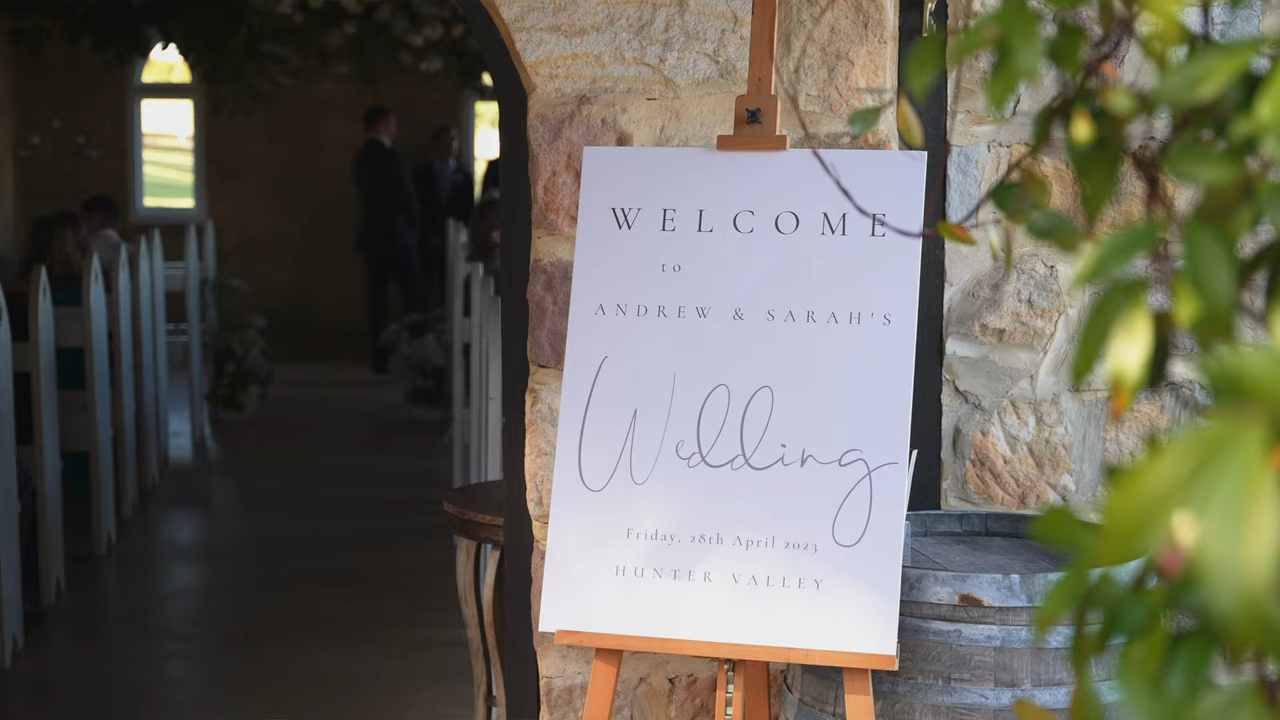 WELCOME
to
ANDREW & SARAH'S
Wedding
Friday, 28th April 2023
HUNTER VALLEY